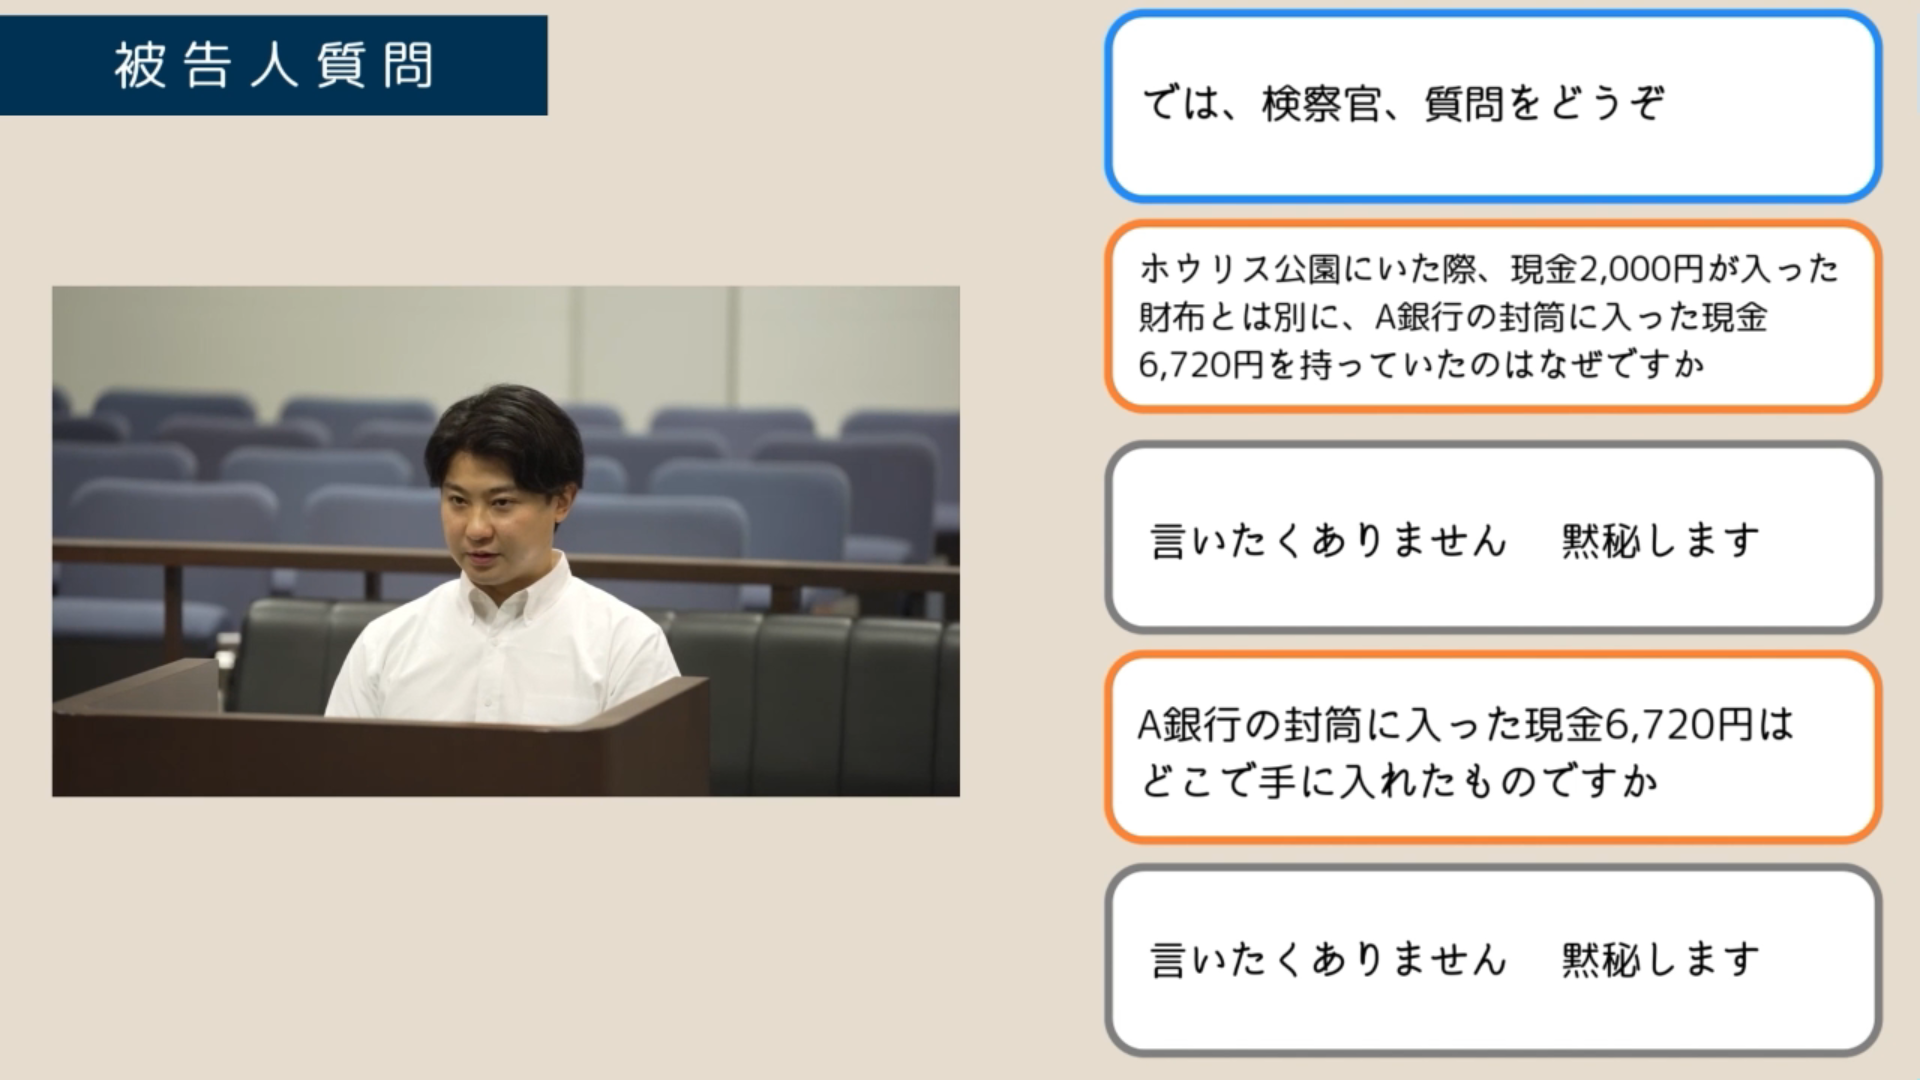 被告人質問
では、検察官、質問をどうぞ
ホウリス公園にいた際、現金2,000円が入った
財布とは別に、A銀行の封筒に入った現金
6,720円を持っていたのはなぜですか
言いたくありません　黙秘します
A銀行の封筒に入った現金6,720円は
どこで手に入れたものですか
言いたくありません　黙秘します